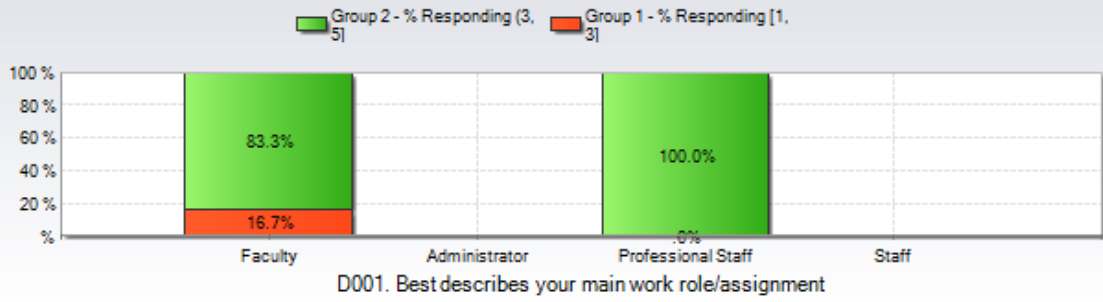 Group 2 - % Responding (3,
5]
Group 1 - % Responding [1,
3]
100 %
80 %
60 %
40 %
20 %
%
83.3%
16.7%
100.0%
.0%
Faculty
Administrator
Professional Staff
Staff
D001. Best describes your main work role/assignment